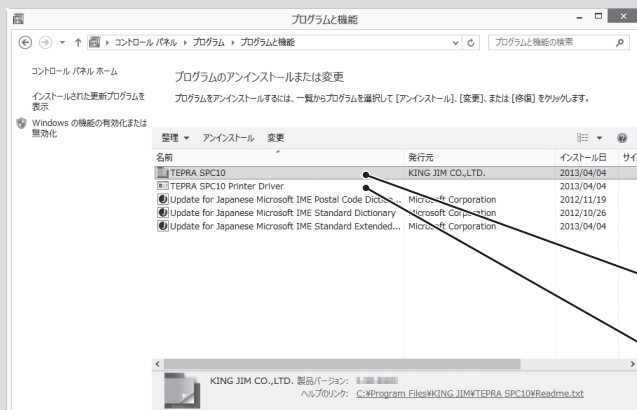 プログラムと機能
コントロール パネル ▸ プログラム ▸ プログラムと機能
プログラムと機能の検索
コントロール パネル ホーム
インストールされた更新プログラムを
表示
Windows の機能の有効化または
無効化
プログラムのアンインストールまたは変更
プログラムをアンインストールするには、一覧からプログラムを選択して [アンインストール]、[変更]、または [修復] をクリックします。
整理 ▼ アンインストール 変更
名前 発行元 インストール日 サイ
TEPRA SPC10 KING JIM CO.,LTD. 2013/04/04
TEPRA SPC10 Printer Driver 2013/04/04
Update for Japanese Microsoft IME Postal Code Diction... Microsoft Corporation 2012/11/19
Update for Japanese Microsoft IME Standard Dictionary Microsoft Corporation 2012/10/26
Update for Japanese Microsoft IME Standard Extended... Microsoft Corporation 2013/04/04
KING JIM CO.,LTD. 製品バージョン:
ヘルプのリンク: C:¥Program Files¥KING JIM¥TEPRA SPC10¥Readme.txt